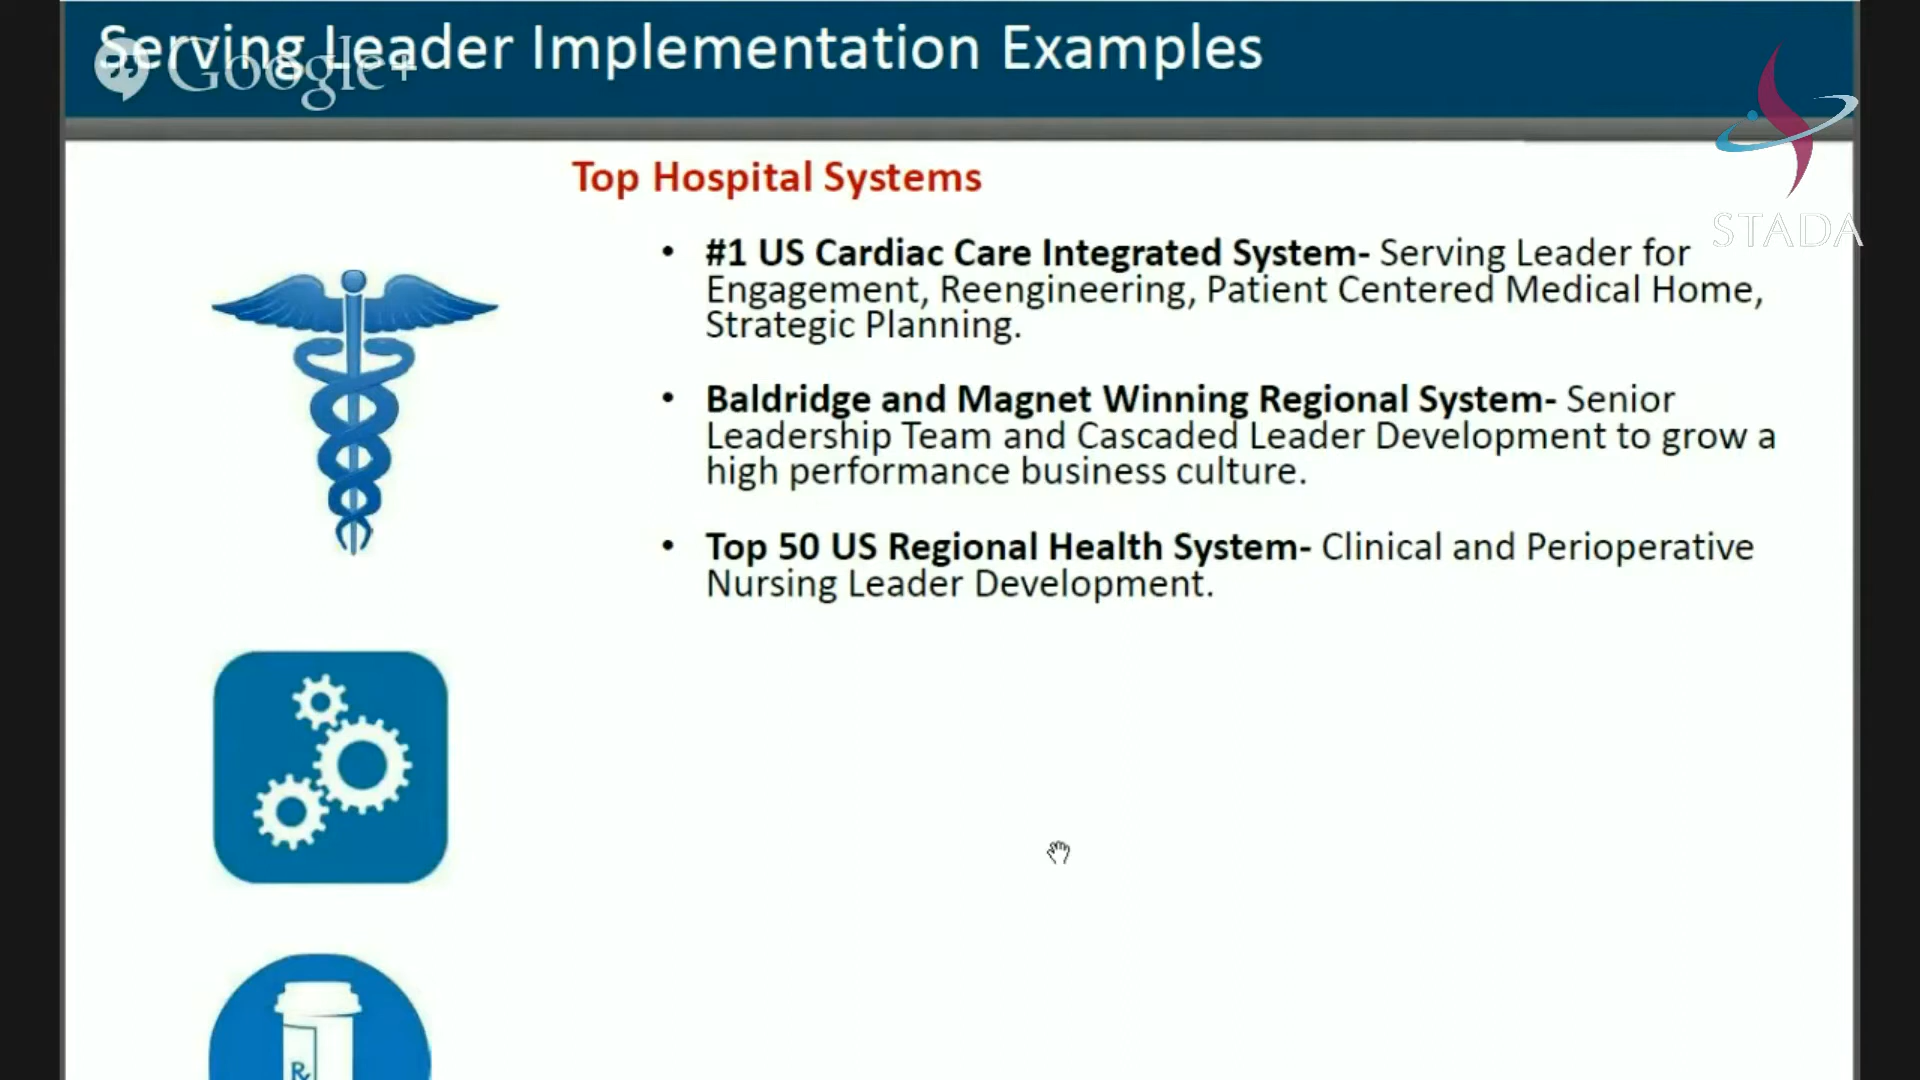 Serving Leader Implementation Examples
Google+
STADA
Top Hospital Systems
• #1 US Cardiac Care Integrated System- Serving Leader for
Engagement, Reengineering, Patient Centered Medical Home,
Strategic Planning.
• Baldridge and Magnet Winning Regional System- Senior
Leadership Team and Cascaded Leader Development to grow a
high performance business culture.
• Top 50 US Regional Health System- Clinical and Perioperative
Nursing Leader Development.
Rx